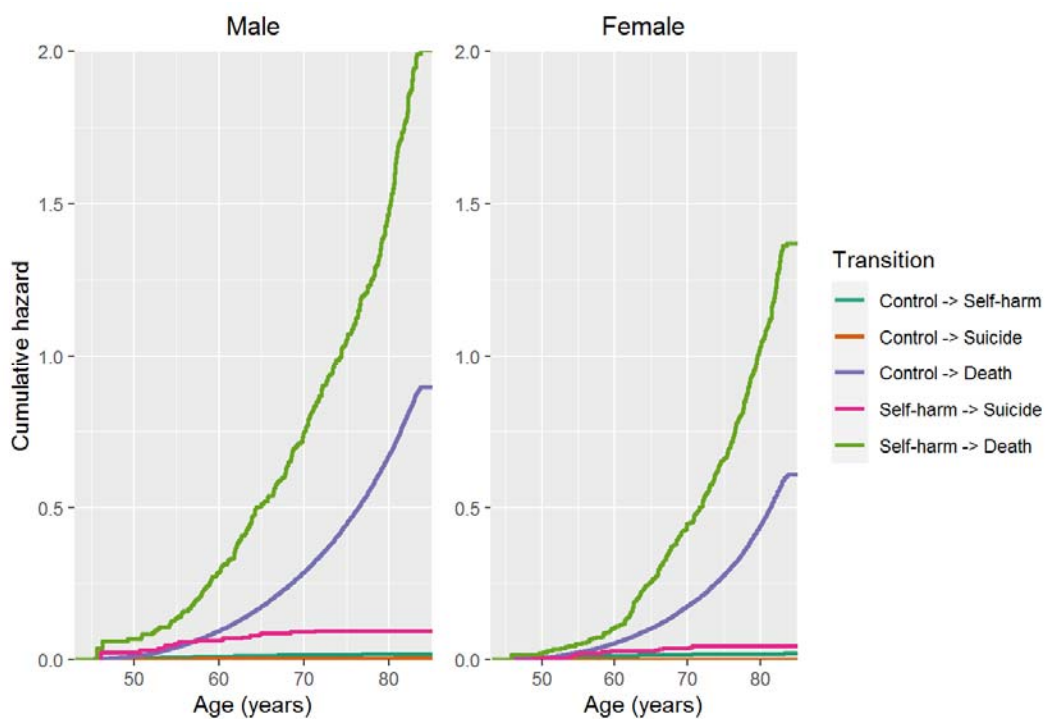 Male
Female
2.0
1.5
1.0
0.5
0.0
2.0
1.5
1.0
0.5
0.0
Cumulative hazard
50 60 70 80
50 60 70 80
Age (years)
Age (years)
Transition
Control -> Self-harm
Control -> Suicide
Control -> Death
Self-harm -> Suicide
Self-harm -> Death